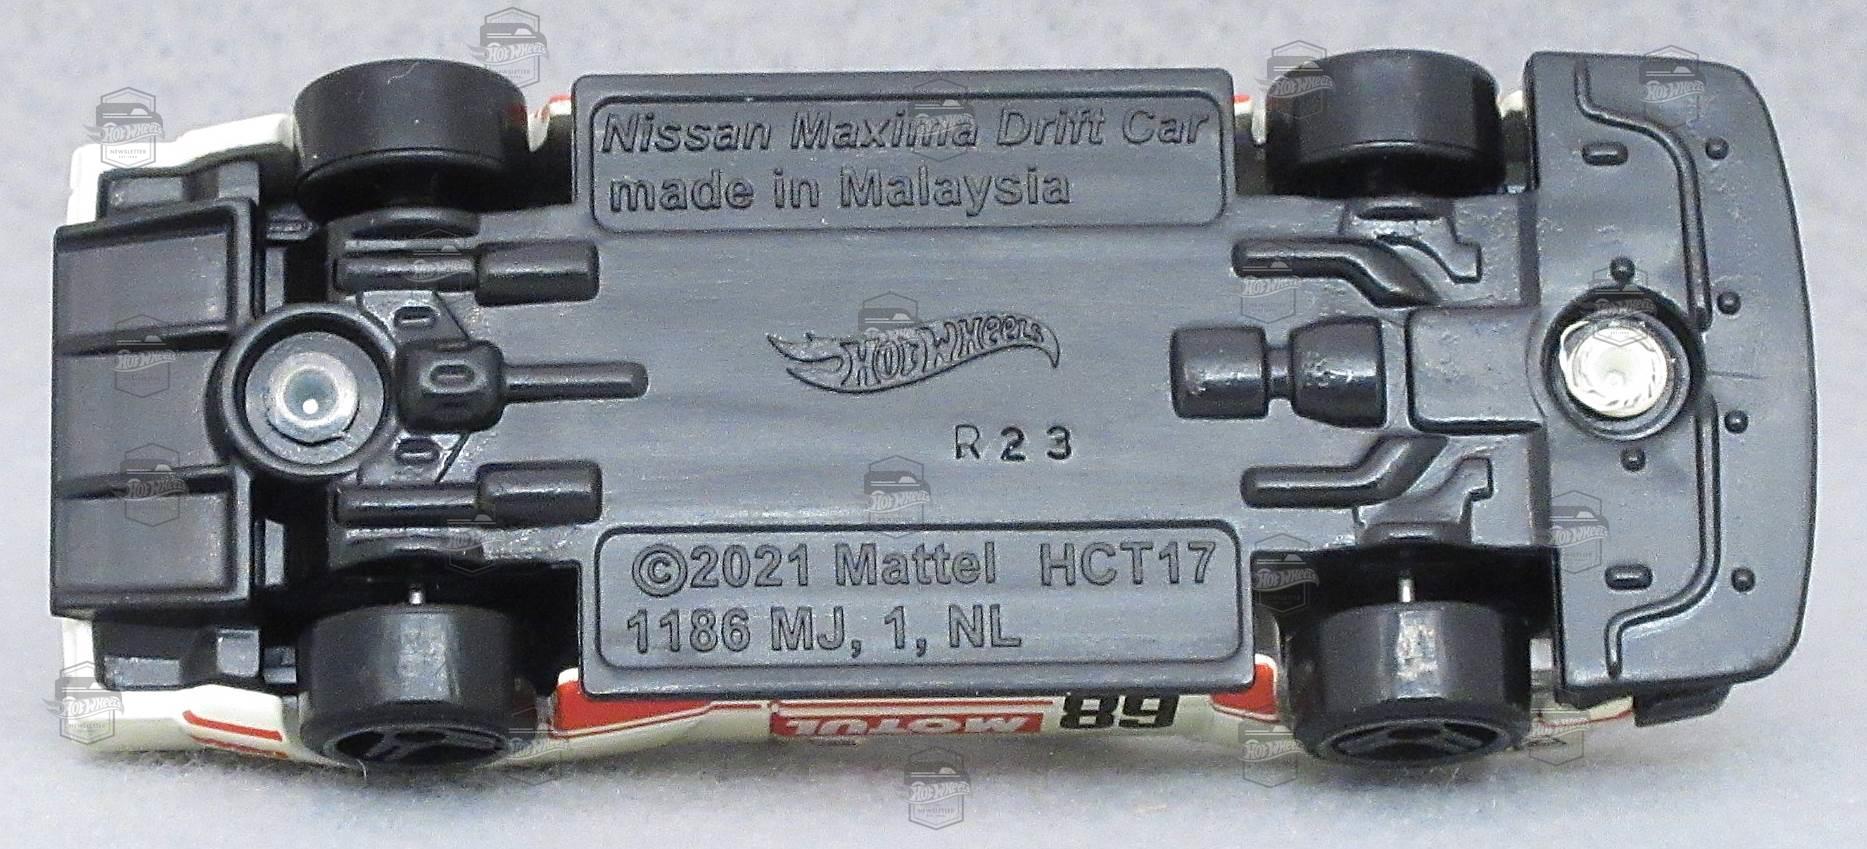 Nissan Maxima Drift Car
made in Malaysia
Hot Wheels
R23
©2021 Mattel HCT17
1186 MJ, 1, NL
MOTUL
68